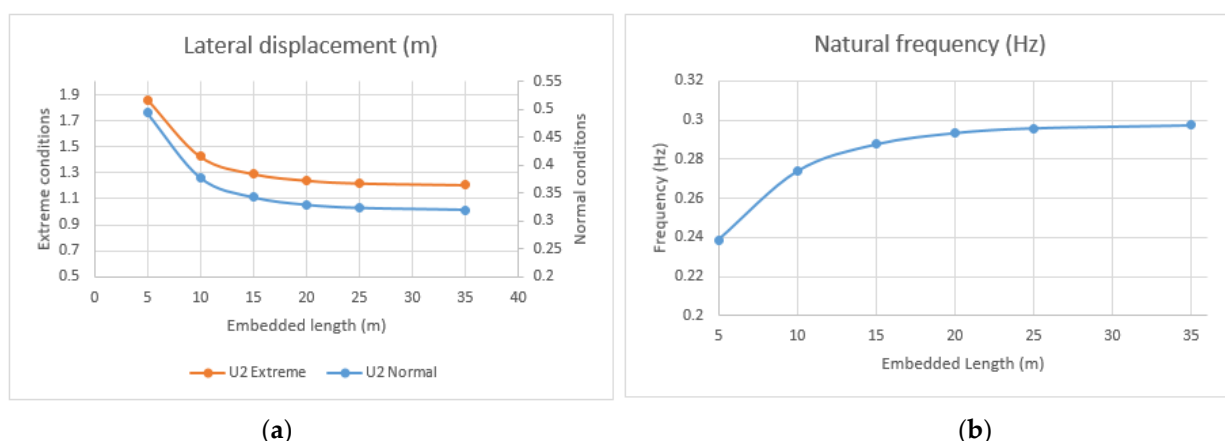 Lateral displacement (m)
Extreme conditions
1.9
1.7
1.5
1.3
1.1
0.9
0.7
0.5
0.55
0.5
0.45
0.4
0.35
0.3
0.25
0.2
Normal conditons
0 5 10 15 20 25 30 35 40
Embedded length (m)
U2 Extreme U2 Normal
(a)
Natural frequency (Hz)
Frequency (Hz)
0.32
0.3
0.28
0.26
0.24
0.22
0.2
5 10 15 20 25 30 35
Embedded Length (m)
(b)